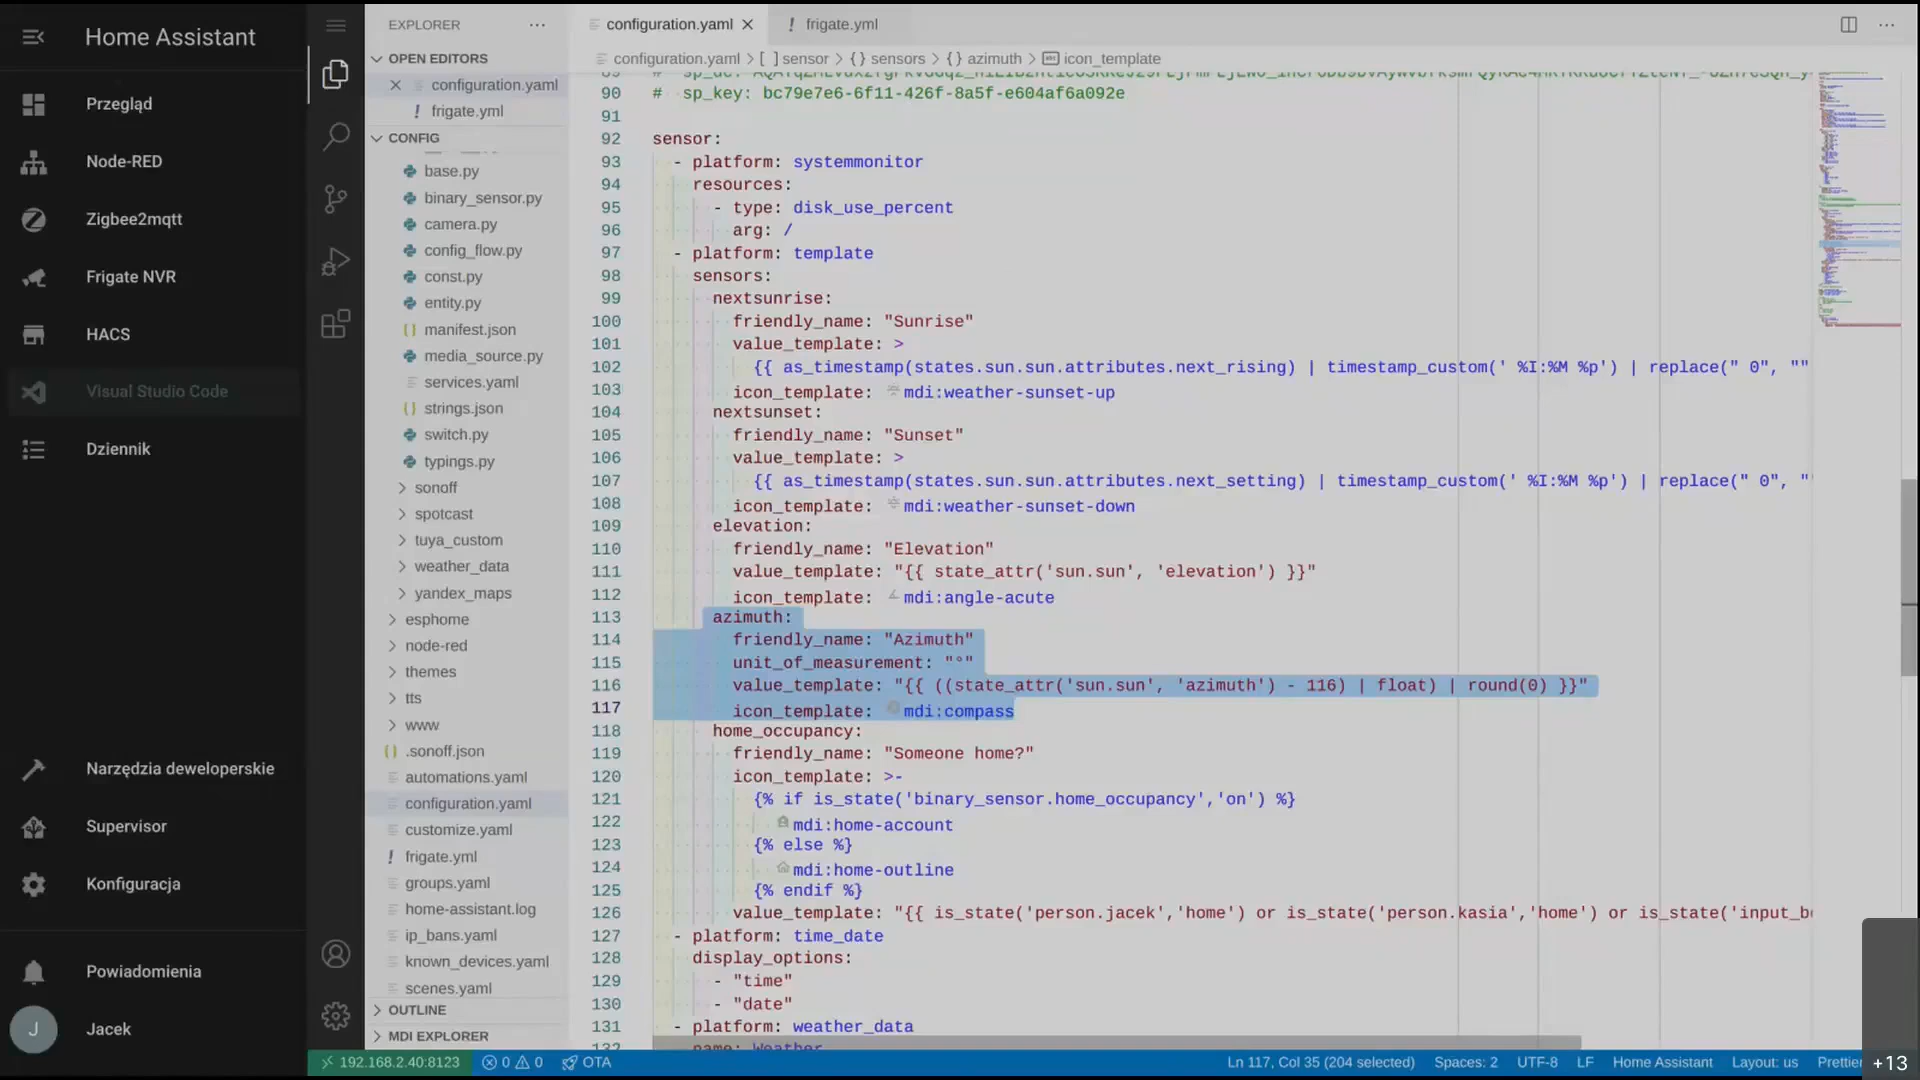 Home Assistant
Przegląd
Node-RED
Zigbee2mqtt
Frigate NVR
HACS
Visual Studio Code
Dziennik
Narzędzia deweloperskie
Supervisor
Konfiguracja
Powiadomienia
J Jacek
EXPLORER
OPEN EDITORS
configuration.yaml
! frigate.yml
CONFIG
base.py
binary_sensor.py
camera.py
config_flow.py
const.py
entity.py
manifest.json
media_source.py
services.yaml
strings.json
switch.py
typings.py
sonoff
spotcast
tuya_custom
weather_data
yandex_maps
esphome
node-red
themes
tts
www
.sonoff.json
automations.yaml
configuration.yaml
customize.yaml
! frigate.yml
groups.yaml
home-assistant.log
ip_bans.yaml
known_devices.yaml
scenes.yaml
OUTLINE
MDI EXPLORER
configuration.yaml ! frigate.yml
configuration.yaml > [ ] sensor > {} sensors > {} azimuth > icon_template
90 # sp_key: bc79e7e6-6f11-426f-8a5f-e604af6a092e
91
92 sensor:
93 - platform: systemmonitor
94 resources:
95 - type: disk_use_percent
96 arg: /
97 - platform: template
98 sensors:
99 nextsunrise:
100 friendly_name: "Sunrise"
101 value_template: >
102 {{ as_timestamp(states.sun.sun.attributes.next_rising) | timestamp_custom(' %I:%M %p') | replace(" 0", ""
103 icon_template: mdi:weather-sunset-up
104 nextsunset:
105 friendly_name: "Sunset"
106 value_template: >
107 {{ as_timestamp(states.sun.sun.attributes.next_setting) | timestamp_custom(' %I:%M %p') | replace(" 0", "
108 icon_template: mdi:weather-sunset-down
109 elevation:
110 friendly_name: "Elevation"
111 value_template: "{{ state_attr('sun.sun', 'elevation') }}"
112 icon_template: mdi:angle-acute
113 azimuth:
114 friendly_name: "Azimuth"
115 unit_of_measurement: "°"
116 value_template: "{{ ((state_attr('sun.sun', 'azimuth') - 116) | float) | round(0) }}"
117 icon_template: mdi:compass
118 home_occupancy:
119 friendly_name: "Someone home?"
120 icon_template: >-
121 {% if is_state('binary_sensor.home_occupancy','on') %}
122 mdi:home-account
123 {% else %}
124 mdi:home-outline
125 {% endif %}
126 value_template: "{{ is_state('person.jacek','home') or is_state('person.kasia','home') or is_state('input_b
127 - platform: time_date
128 display_options:
129 - "time"
130 - "date"
131 - platform: weather_data
132 name: Weather
192.168.2.40:8123 0 0 OTA Ln 117, Col 35 (204 selected) Spaces: 2 UTF-8 LF Home Assistant Layout: us Prettier
+13